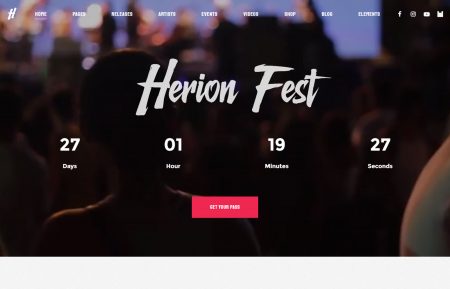 H HOME PAGES RELEASES ARTISTS EVENTS VIDEOS SHOP BLOG ELEMENTS
Herion Fest
27 01 19 27
Days Hour Minutes Seconds
GET YOUR PASS